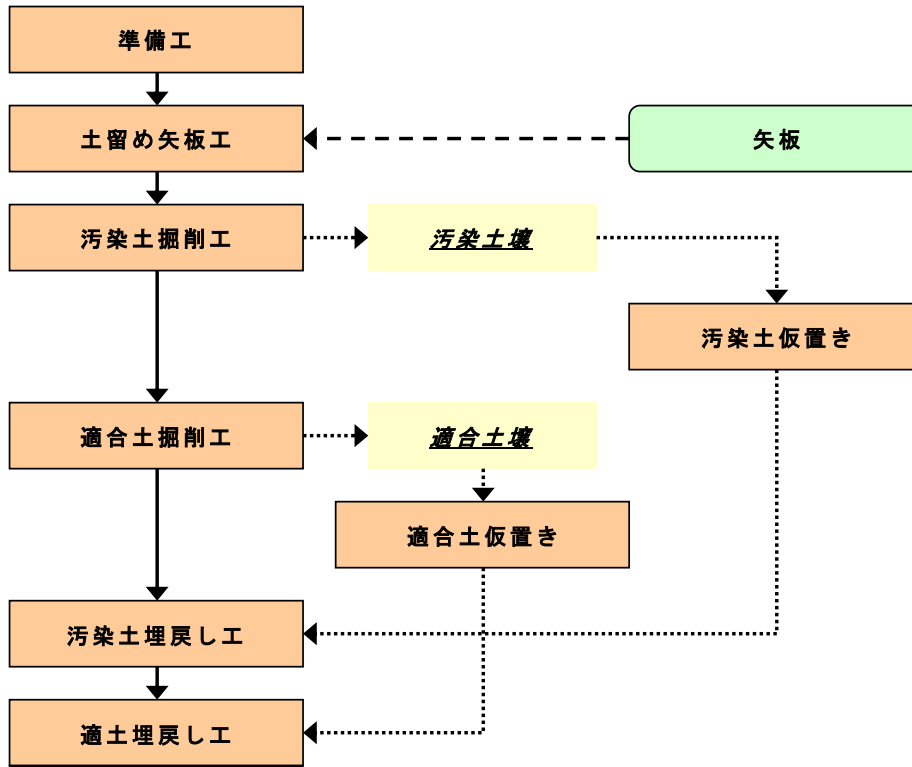 準備工
土留め矢板工
矢板
汚染土掘削工
汚染土壌
汚染土仮置き
適合土掘削工
適合土壌
適合土仮置き
汚染土埋戻し工
適土埋戻し工